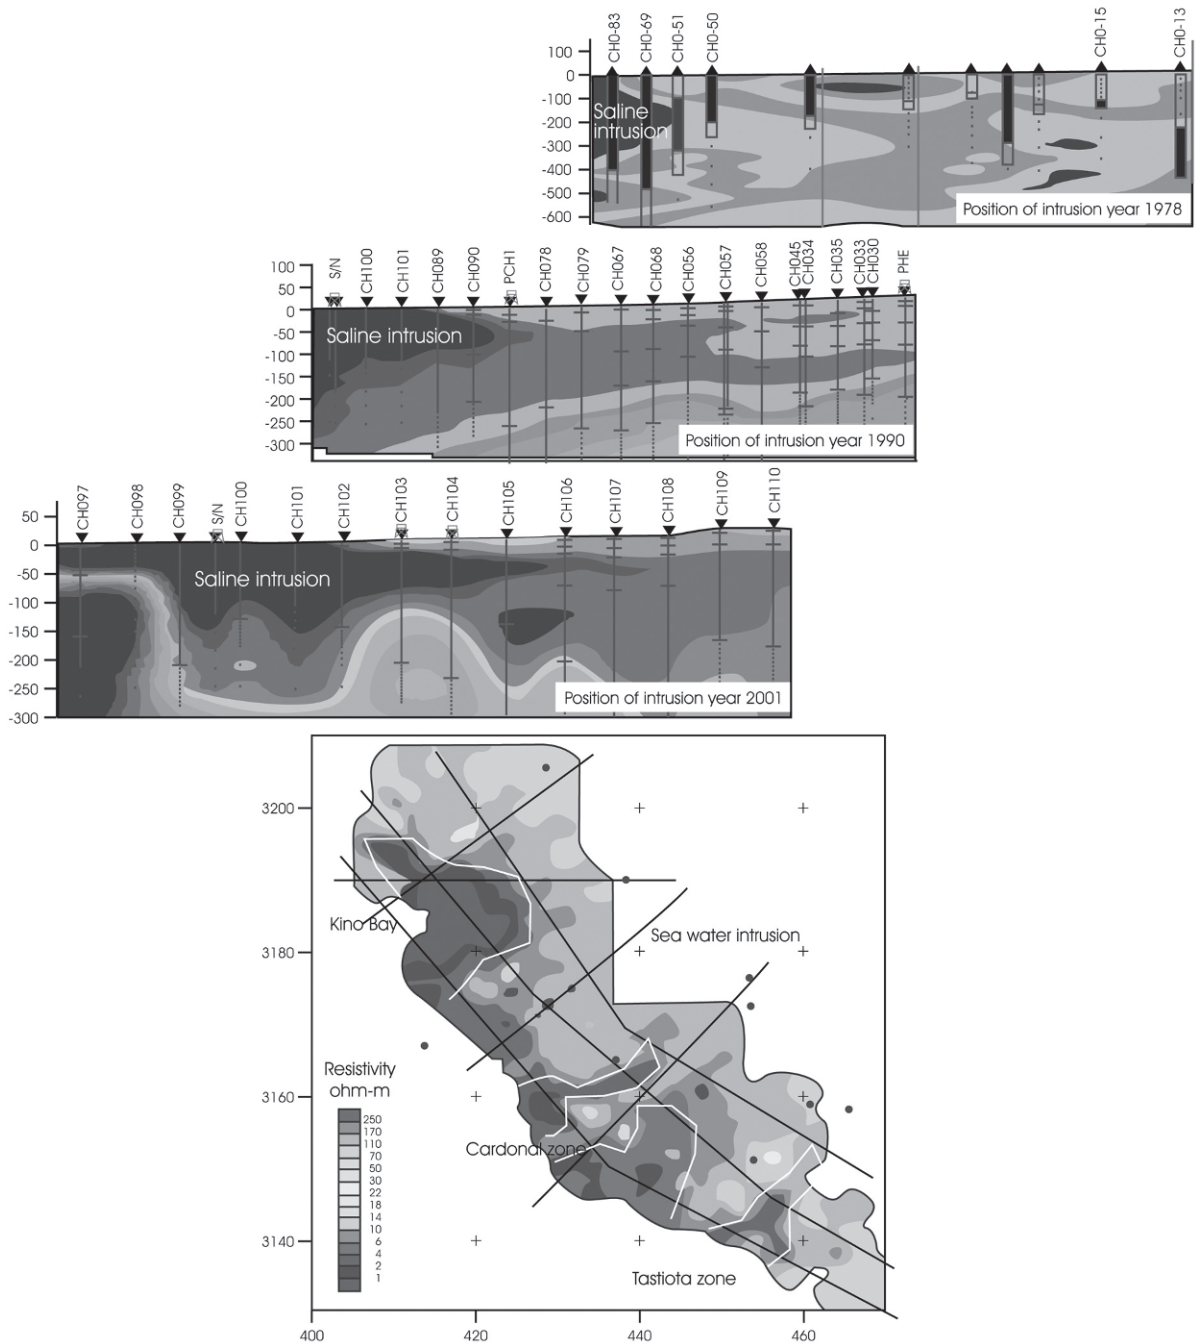 CH0-83
CH0-69
CH0-51
CH0-50
CH0-15
CH0-13
100
0
-100
-200
-300
-400
-500
-600
Saline
intrusion
Position of intrusion year 1978
S/N
CH100
CH101
CH089
CH090
PCH1
CH078
CH079
CH067
CH068
CH056
CH057
CH058
CH045
CH034
CH035
CH033
CH030
PHE
100
50
0
-50
-100
-150
-200
-250
-300
Saline intrusion
Position of intrusion year 1990
CH097
CH098
CH099
S/N
CH100
CH101
CH102
CH103
CH104
CH105
CH106
CH107
CH108
CH109
CH110
50
0
-50
-100
-150
-200
-250
-300
Saline intrusion
Position of intrusion year 2001
3200
3180
3160
3140
Kino Bay
Sea water intrusion
Cardonal zone
Tastiota zone
Resistivity
ohm-m
250
170
110
70
50
30
22
18
14
10
6
4
2
1
400
420
440
460